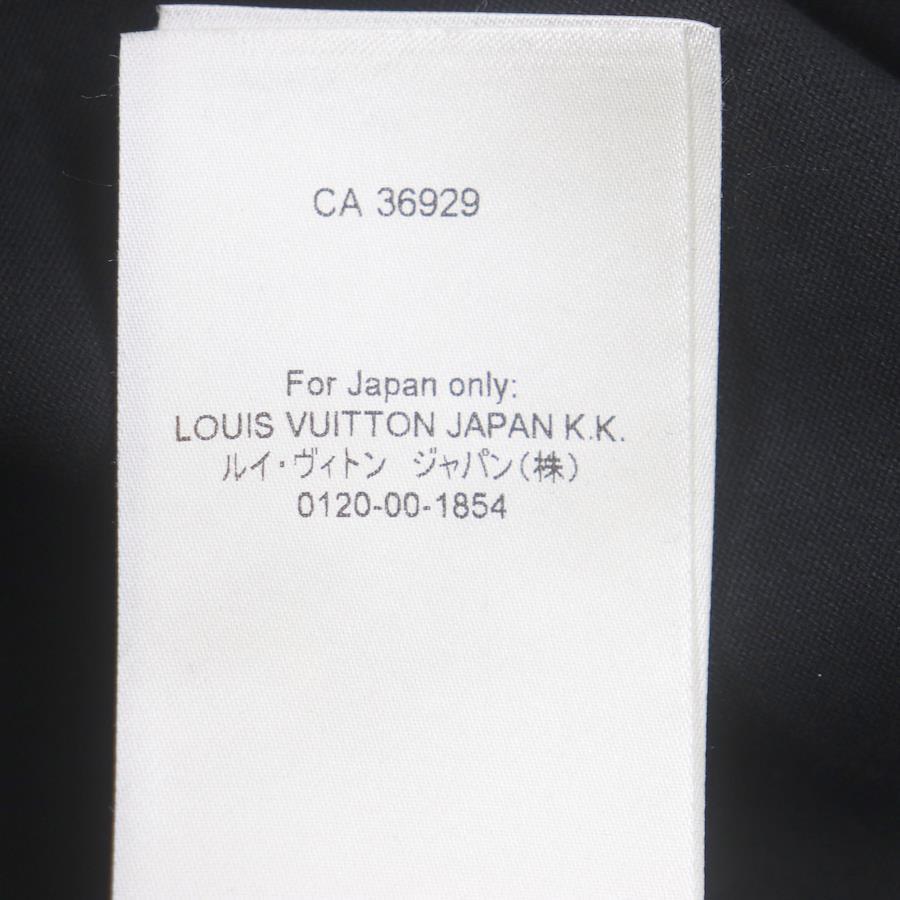 CA 36929
For Japan only:
LOUIS VUITTON JAPAN K.K.
ルイ・ヴィトン　ジャパン(株)
0120-00-1854